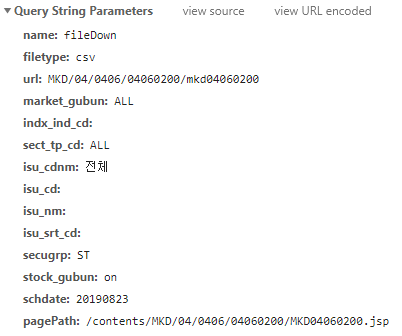 ▼ Query String Parameters view source view URL encoded
name: fileDown
filetype: csv
url: MKD/04/0406/04060200/mkd04060200
market_gubun: ALL
indx_ind_cd:
sect_tp_cd: ALL
isu_cdnm: 전체
isu_cd:
isu_nm:
isu_srt_cd:
secugrp: ST
stock_gubun: on
schdate: 20190823
pagePath: /contents/MKD/04/0406/04060200/MKD04060200.jsp